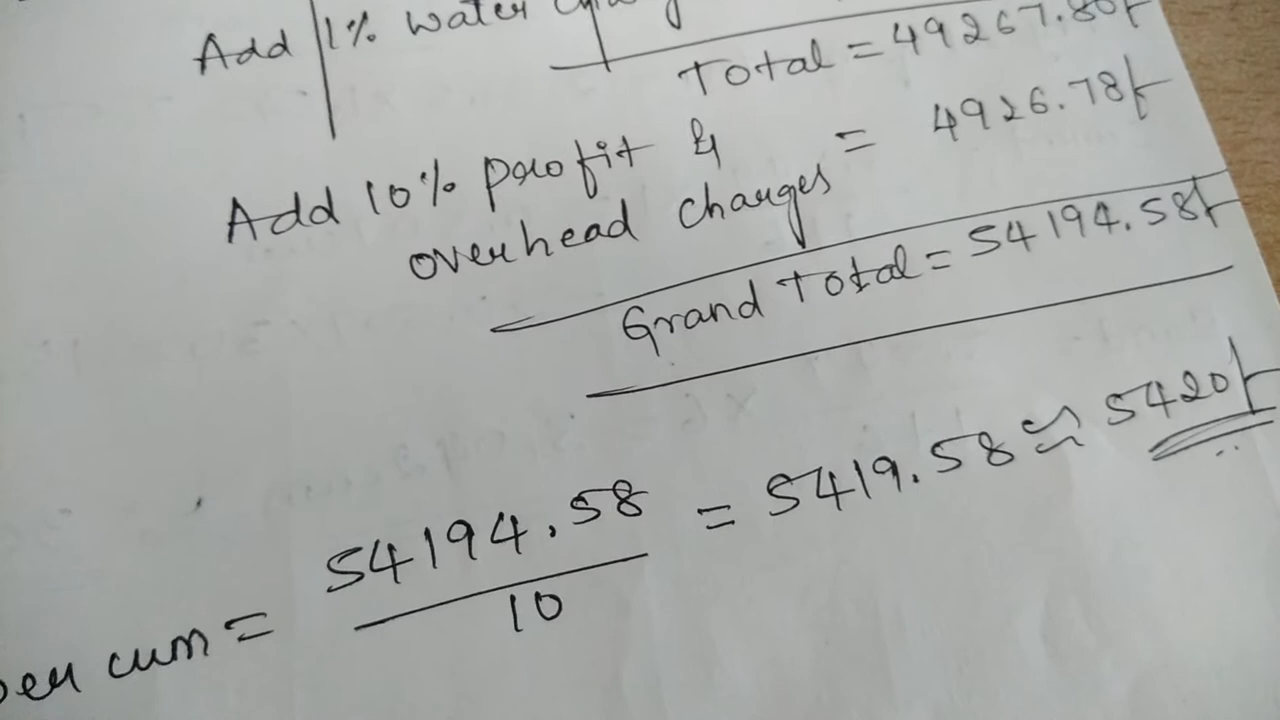 Add 1% water
Total = 49267.80/-
Add 10% profit &
overhead charges = 4926.78/-
Grand Total = 54194.58/-
per cum = 54194.58 / 10 = 5419.58 ≈ 5420/-